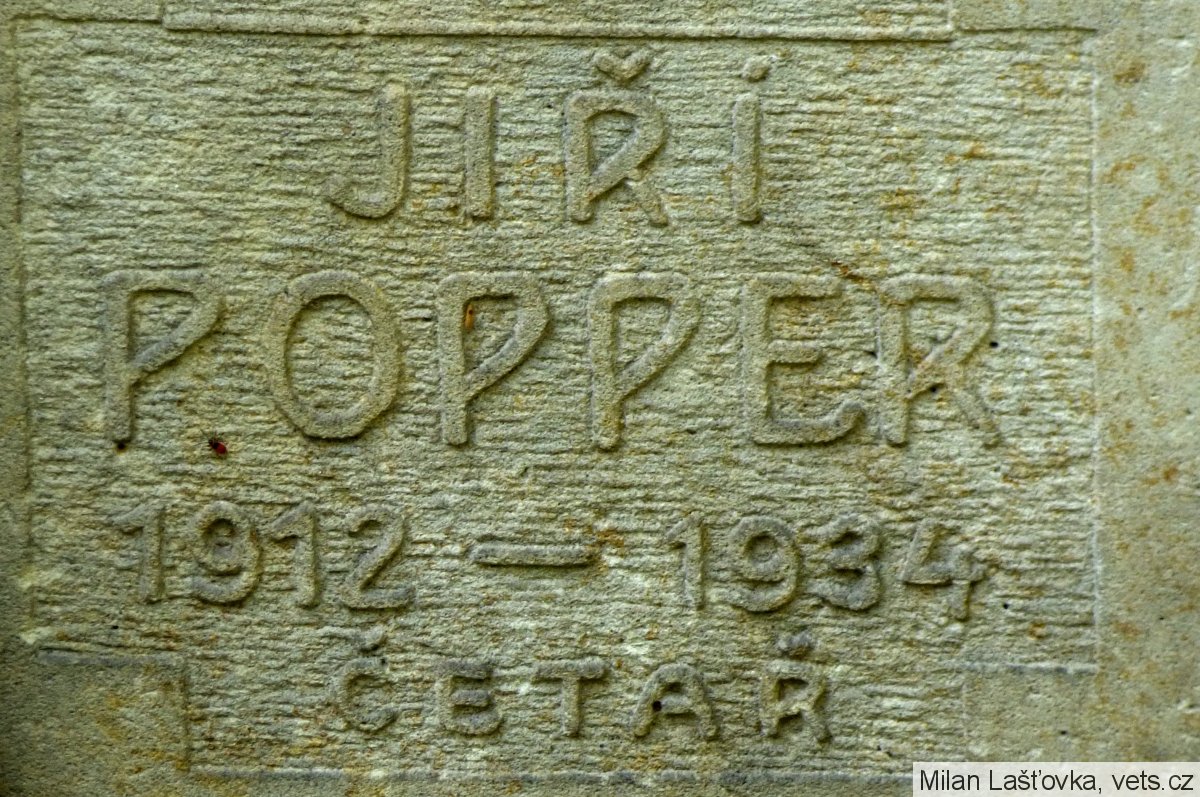 JIŘÍ
POPPER
1912 — 1934
ČETAŘ
Milan Lašťovka, vets.cz